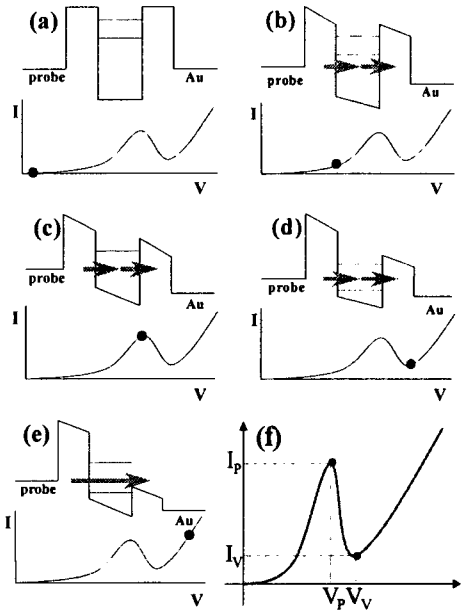 (a)
probe
Au
I
V
(b)
probe
Au
I
V
(c)
probe
Au
I
V
(d)
probe
Au
I
V
(e)
probe
Au
I
V
(f)
I_P
I_V
V_P V_V